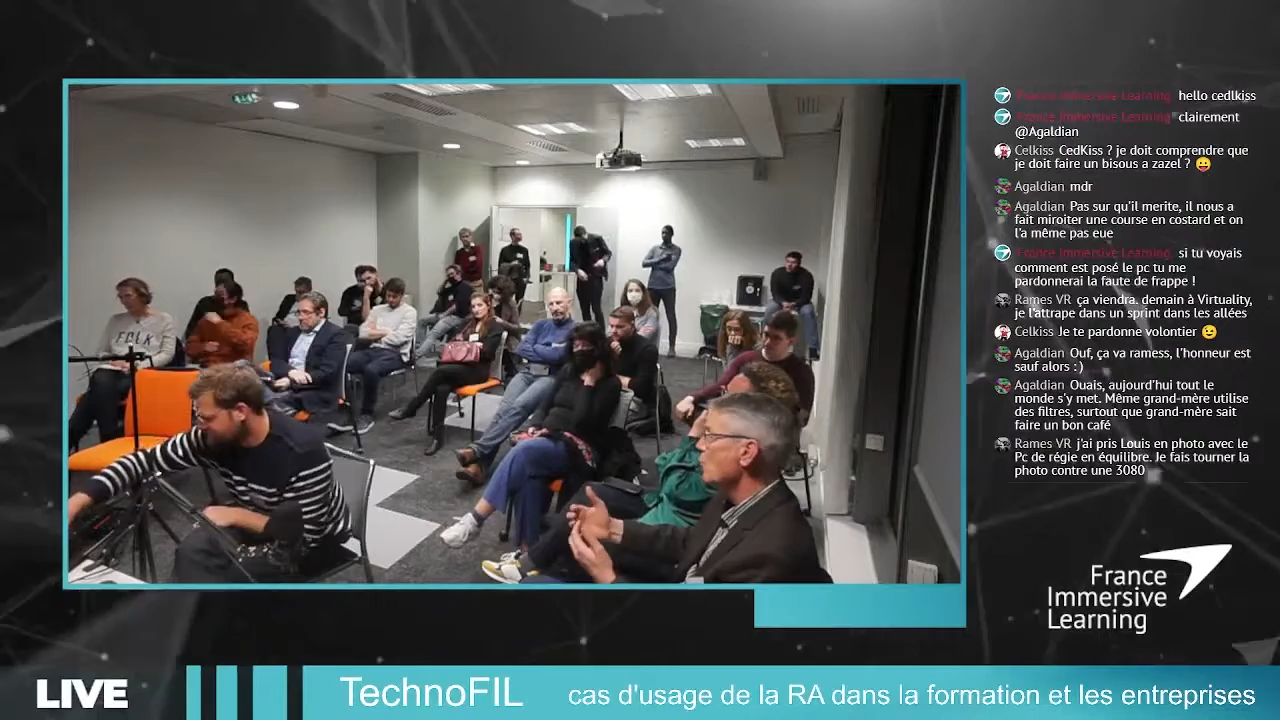 France Immersive Learning hello cedlkiss
France Immersive Learning clairement
@Agaldian
Celkiss CedKiss ? je doit comprendre que
je doit faire un bisous a zazel ? 😛
Agaldian mdr
Agaldian Pas sur qu'il merite, il nous a
fait miroiter une course en costard et on
l'a même pas eue
France Immersive Learning si tu voyais
comment est posé le pc tu me
pardonnerai la faute de frappe !
Rames VR ça viendra. demain à Virtuality,
je l'attrape dans un sprint dans les allées
Celkiss Je te pardonne volontier 😉
Agaldian Ouf, ça va ramess, l'honneur est
sauf alors :)
Agaldian Ouais, aujourd'hui tout le
monde s'y met. Même grand-mère utilise
des filtres, surtout que grand-mère sait
faire un bon café
Rames VR j'ai pris Louis en photo avec le
Pc de régie en équilibre. Je fais tourner la
photo contre une 3080
France
Immersive
Learning
LIVE
TechnoFIL cas d'usage de la RA dans la formation et les entreprises